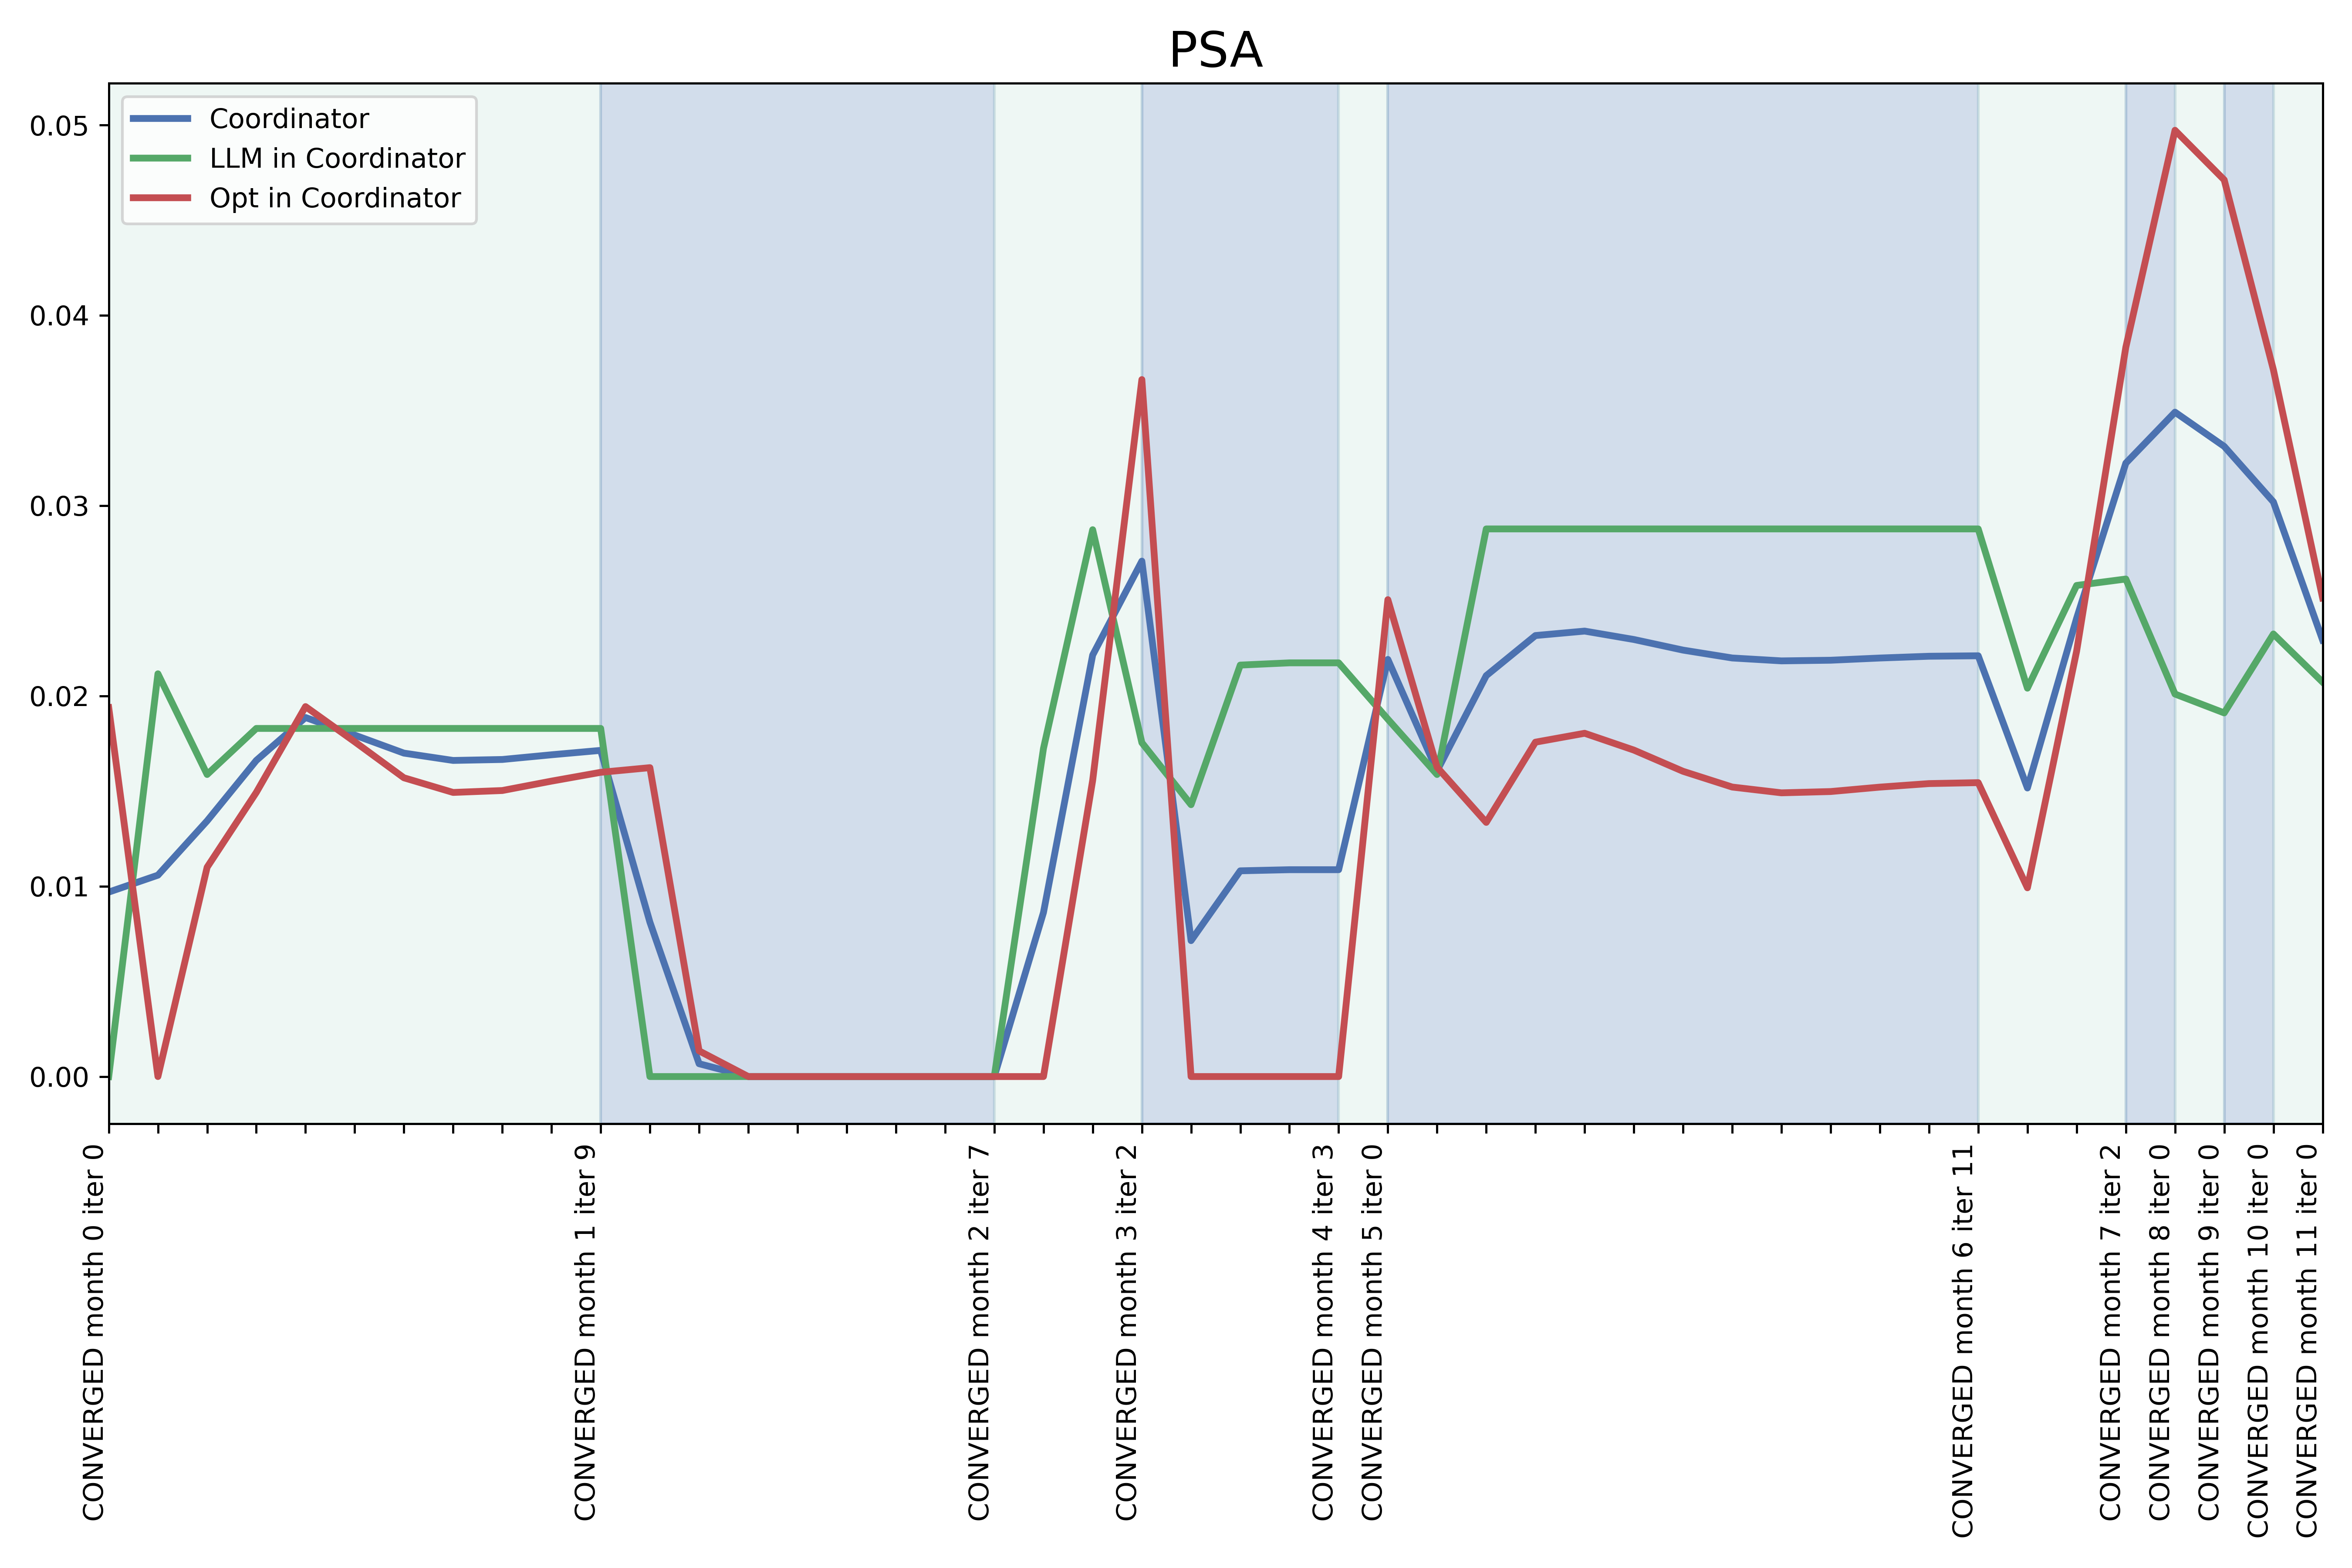 PSA
Coordinator
LLM in Coordinator
Opt in Coordinator
0.05
0.04
0.03
0.02
0.01
0.00
CONVERGED month 0 iter 0
CONVERGED month 1 iter 9
CONVERGED month 2 iter 7
CONVERGED month 3 iter 2
CONVERGED month 4 iter 3
CONVERGED month 5 iter 0
CONVERGED month 6 iter 11
CONVERGED month 7 iter 2
CONVERGED month 8 iter 0
CONVERGED month 9 iter 0
CONVERGED month 10 iter 0
CONVERGED month 11 iter 0